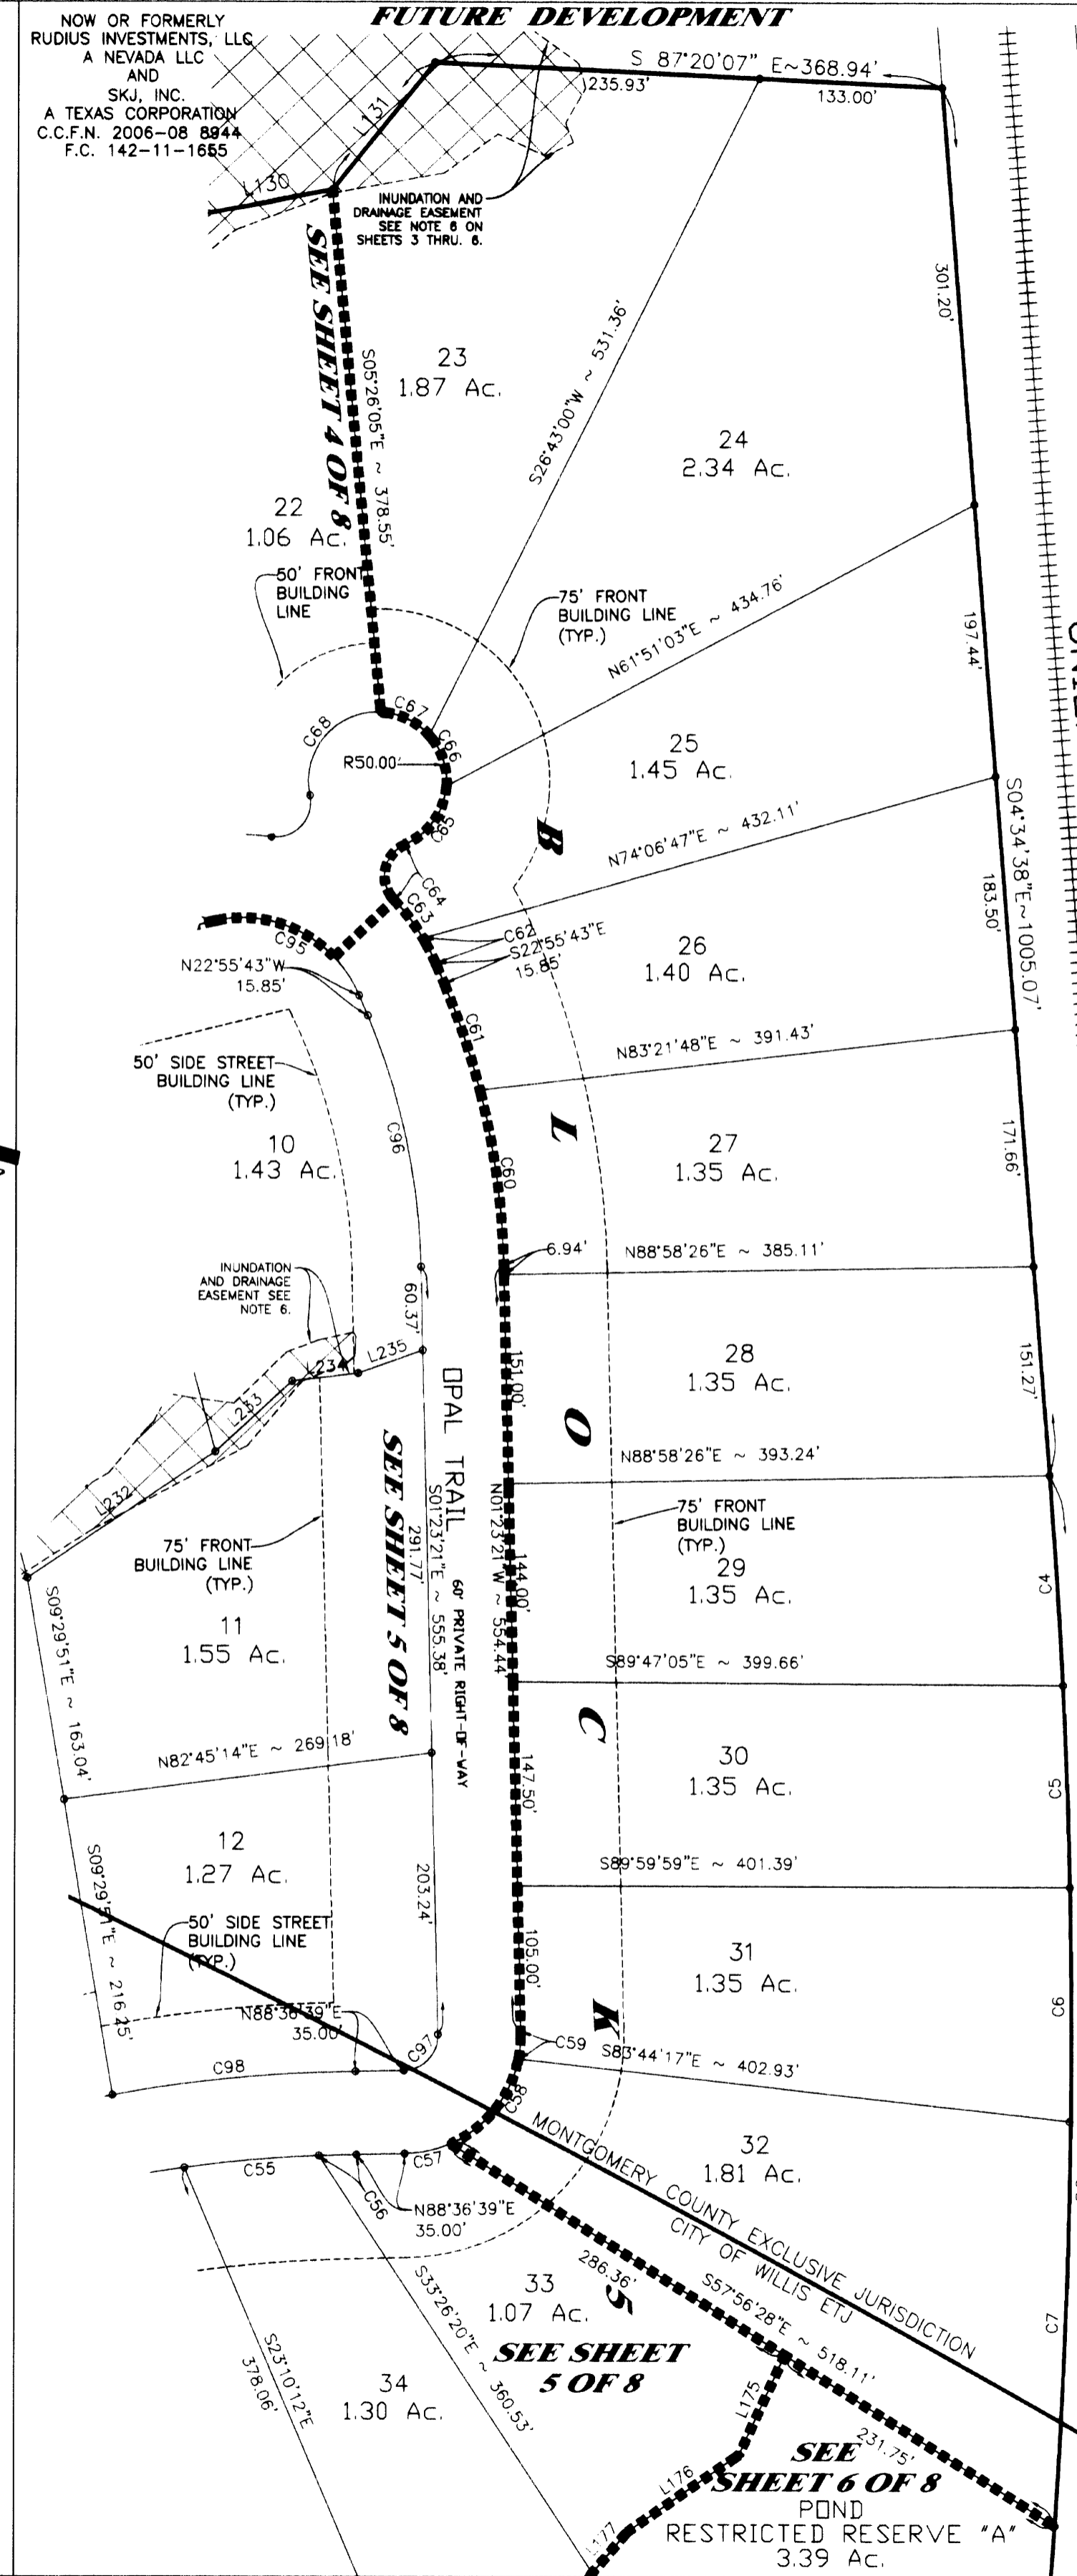 FUTURE DEVELOPMENT
NOW OR FORMERLY
RUDIUS INVESTMENTS, LLC
A NEVADA LLC
AND
SKJ, INC.
A TEXAS CORPORATION
C.C.F.N. 2006-08 8944
F.C. 142-11-1655
S 87°20'07" E~368.94'
235.93'
133.00'
L131
L130
INUNDATION AND
DRAINAGE EASEMENT
SEE NOTE 6 ON
SHEETS 3 THRU. 6.
SEE SHEET 4 OF 8
S05°26'05"E ~ 378.55'
301.20'
23
1.87 Ac.
S26°43'00"W ~ 531.36'
24
2.34 Ac.
22
1.06 Ac.
50' FRONT
BUILDING
LINE
75' FRONT
BUILDING LINE
(TYP.)
N61°51'03"E ~ 434.76'
197.44'
C68
C67
C66
R50.00'
C65
25
1.45 Ac.
B
N74°06'47"E ~ 432.11'
S04°34'38"E~1005.07'
183.50'
C64
C63
C62
S22°55'43"E
15.85'
C95
N22°55'43"W
15.85'
26
1.40 Ac.
C61
N83°21'48"E ~ 391.43'
50' SIDE STREET
BUILDING LINE
(TYP.)
L
10
1.43 Ac.
C96
C60
27
1.35 Ac.
171.66'
6.94'
N88°58'26"E ~ 385.11'
INUNDATION
AND DRAINAGE
EASEMENT SEE
NOTE 6.
60.37'
L235
L234
L233
L232
151.00'
28
1.35 Ac.
151.27'
OPAL TRAIL
60' PRIVATE RIGHT-OF-WAY
O
N88°58'26"E ~ 393.24'
SEE SHEET 5 OF 8
291.77'
S01°23'21"E ~ 555.38'
N01°23'21"W ~ 554.44'
144.00'
75' FRONT
BUILDING LINE
(TYP.)
75' FRONT
BUILDING LINE
(TYP.)
29
1.35 Ac.
C4
11
1.55 Ac.
S09°29'51"E ~ 163.04'
S89°47'05"E ~ 399.66'
C
N82°45'14"E ~ 269.18'
147.50'
30
1.35 Ac.
C5
12
1.27 Ac.
S09°29'51"E ~ 216.25'
203.24'
S89°59'59"E ~ 401.39'
50' SIDE STREET
BUILDING LINE
(TYP.)
105.00'
31
1.35 Ac.
C6
K
N88°36'39"E
35.00'
C97
C98
C59
S83°44'17"E ~ 402.93'
C58
C57
C55
C56
N88°36'39"E
35.00'
32
1.81 Ac.
MONTGOMERY COUNTY EXCLUSIVE JURISDICTION
CITY OF WILLIS ETJ
286.36'
S57°56'28"E ~ 518.11'
C7
5
33
1.07 Ac.
S33°26'20"E ~ 360.53'
S23°10'12"E
378.06'
SEE SHEET
5 OF 8
34
1.30 Ac.
L175
L176
L177
231.75'
SEE
SHEET 6 OF 8
POND
RESTRICTED RESERVE "A"
3.39 Ac.